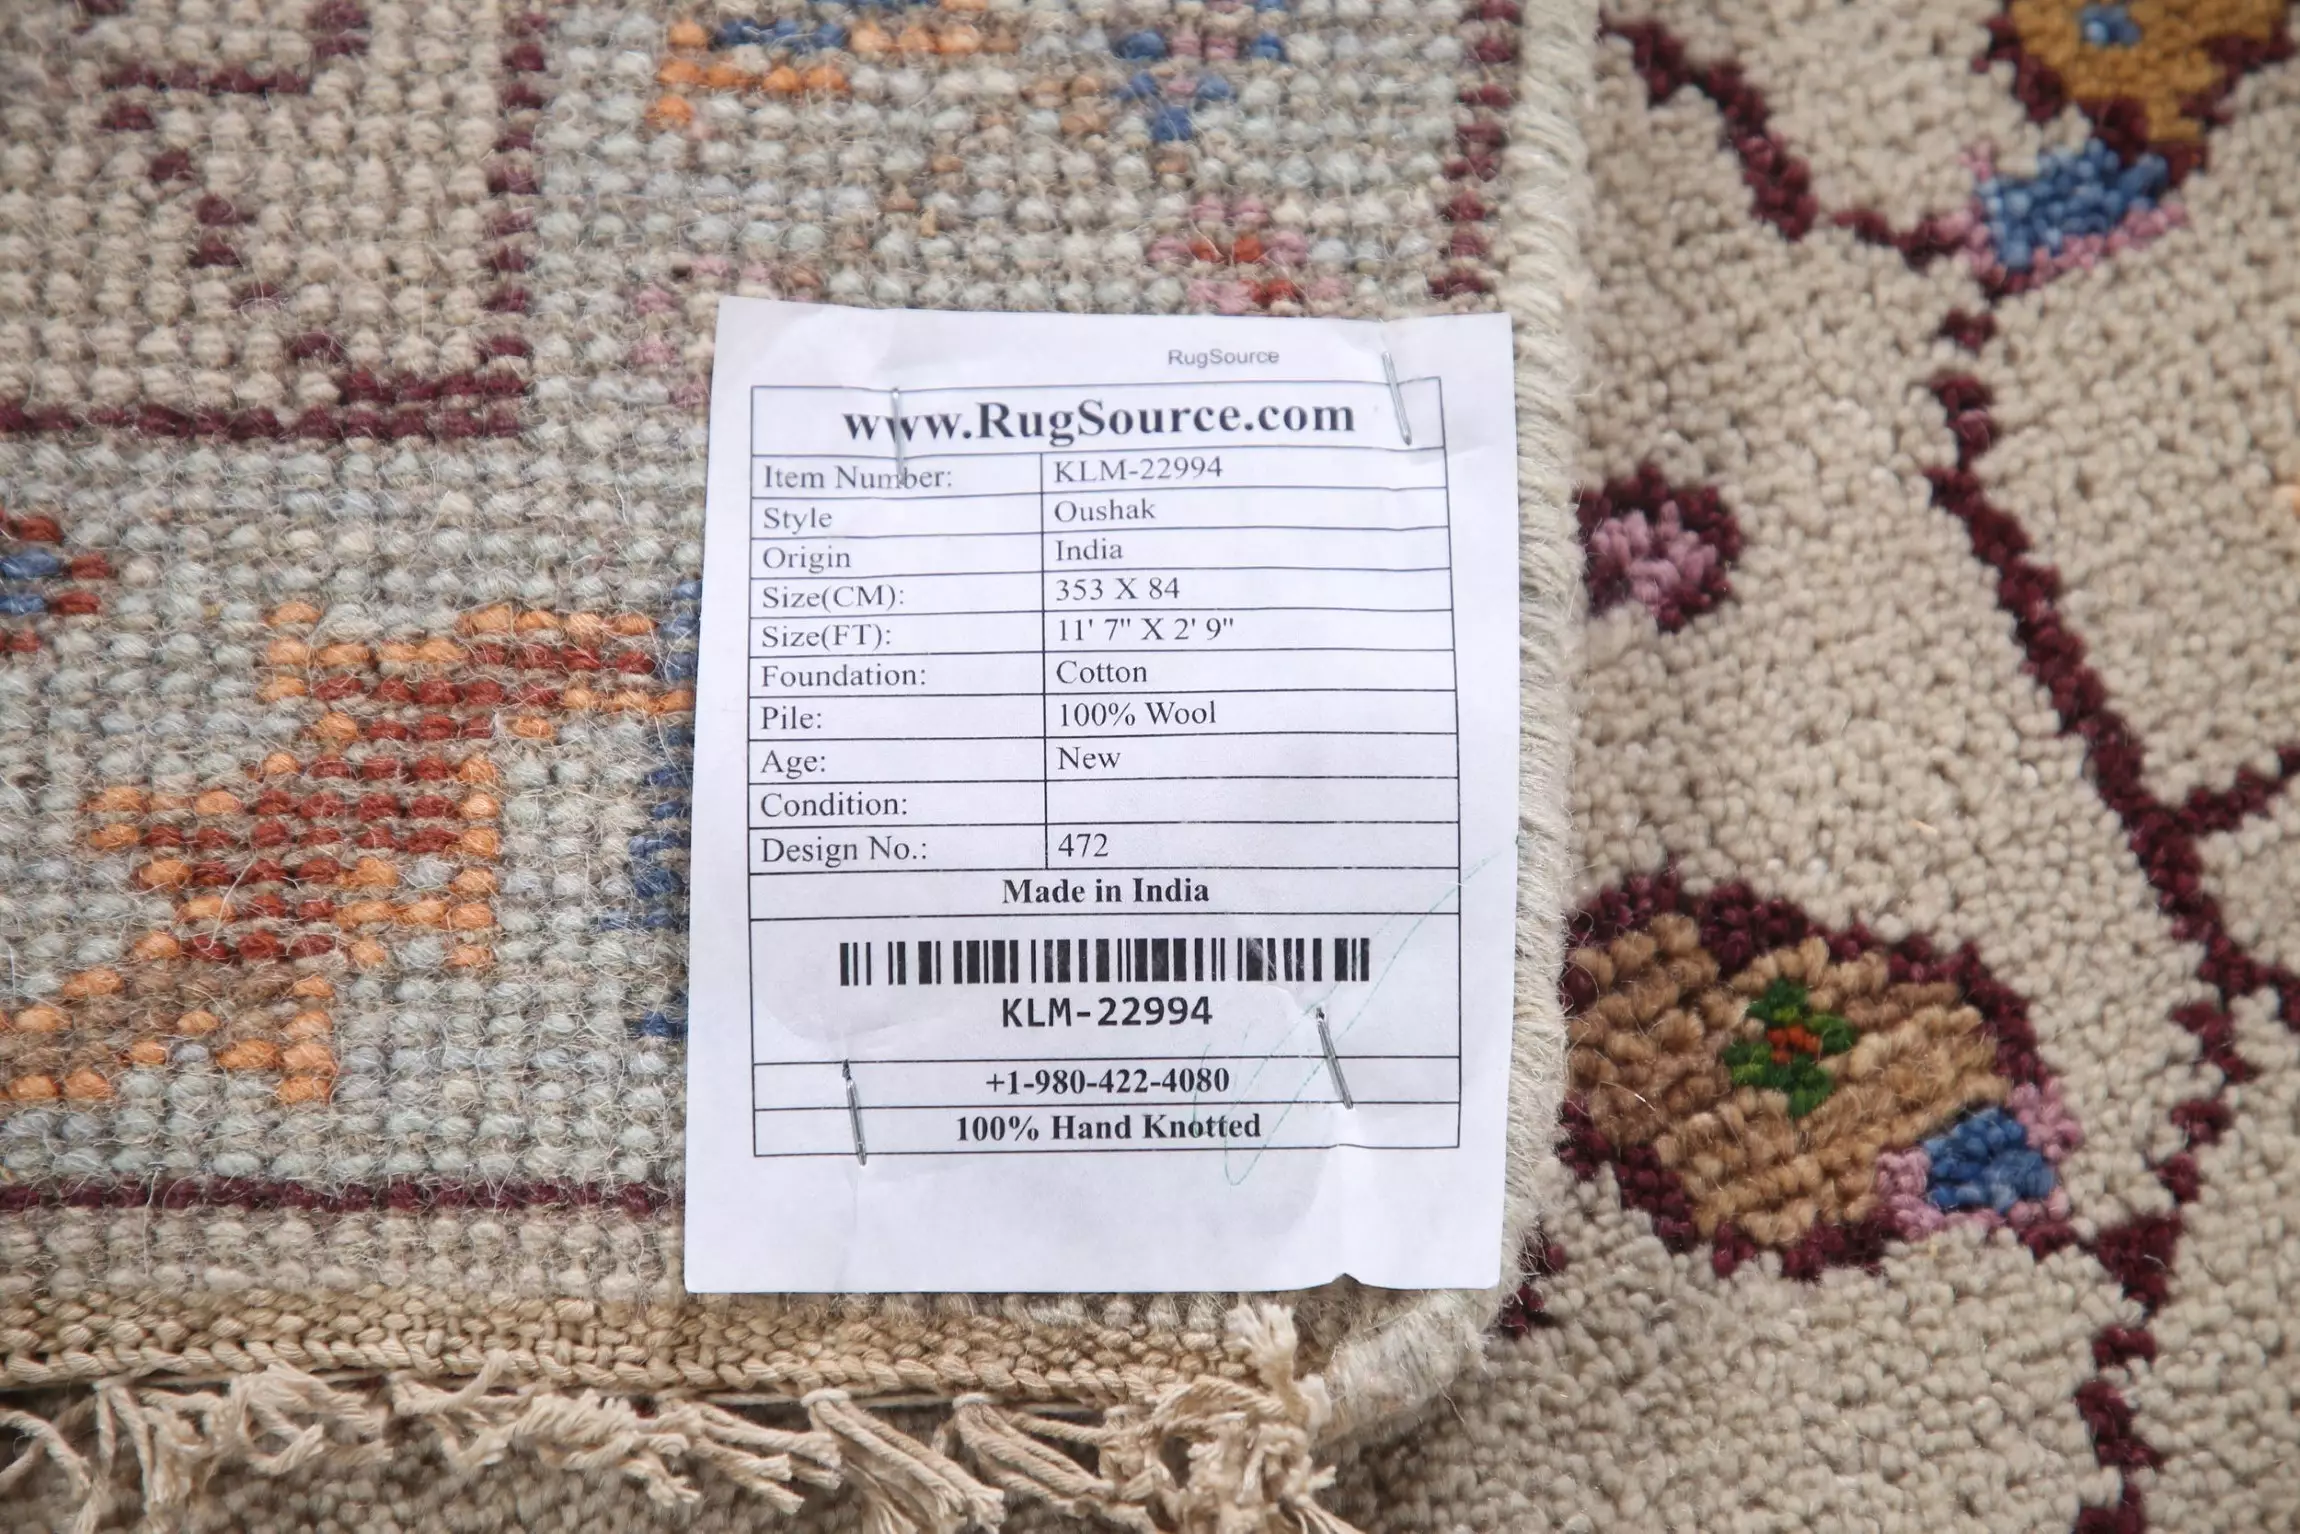 RugSource
www.RugSource.com
Item Number: KLM-22994
Style Oushak
Origin India
Size(CM): 353 X 84
Size(FT): 11' 7" X 2' 9"
Foundation: Cotton
Pile: 100% Wool
Age: New
Condition:
Design No.: 472
Made in India
KLM-22994
+1-980-422-4080
100% Hand Knotted